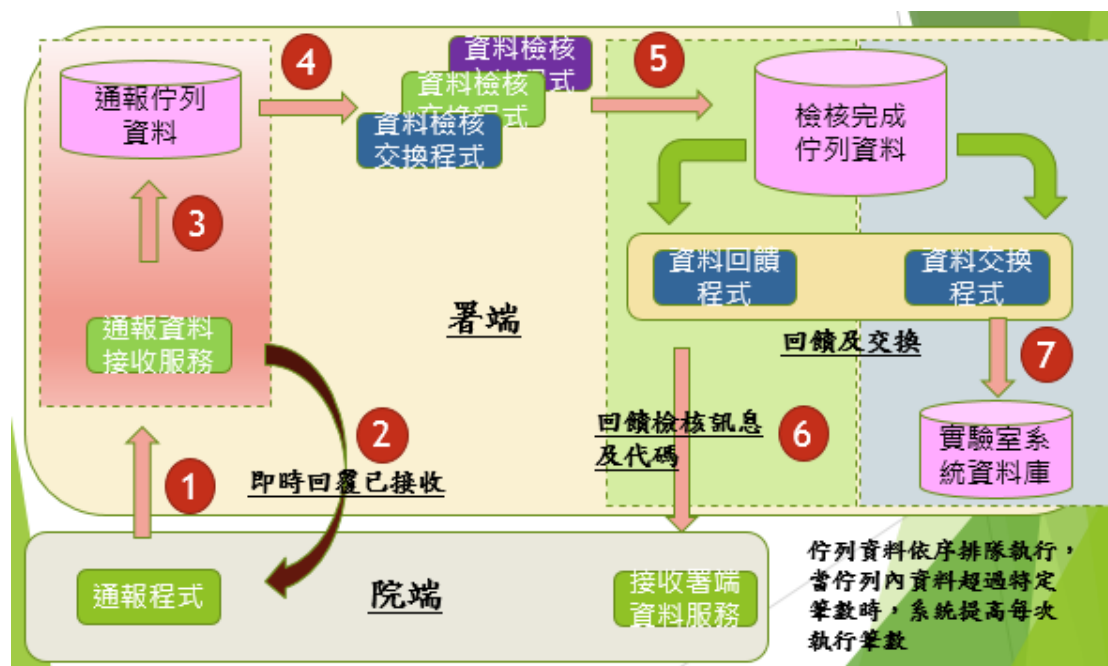 通報佇列
資料
4
資料檢核
程式
資料檢核
交換程式
資料檢核
交換程式
5
檢核完成
佇列資料
3
通報資料
接收服務
署端
資料回饋
程式
資料交換
程式
回饋及交換
7
2
即時回覆已接收
1
回饋檢核訊息
及代碼
6
實驗室系
統資料庫
通報程式
院端
接收署端
資料服務
佇列資料依序排隊執行，
當佇列內資料超過特定
筆數時，系統提高每次
執行筆數